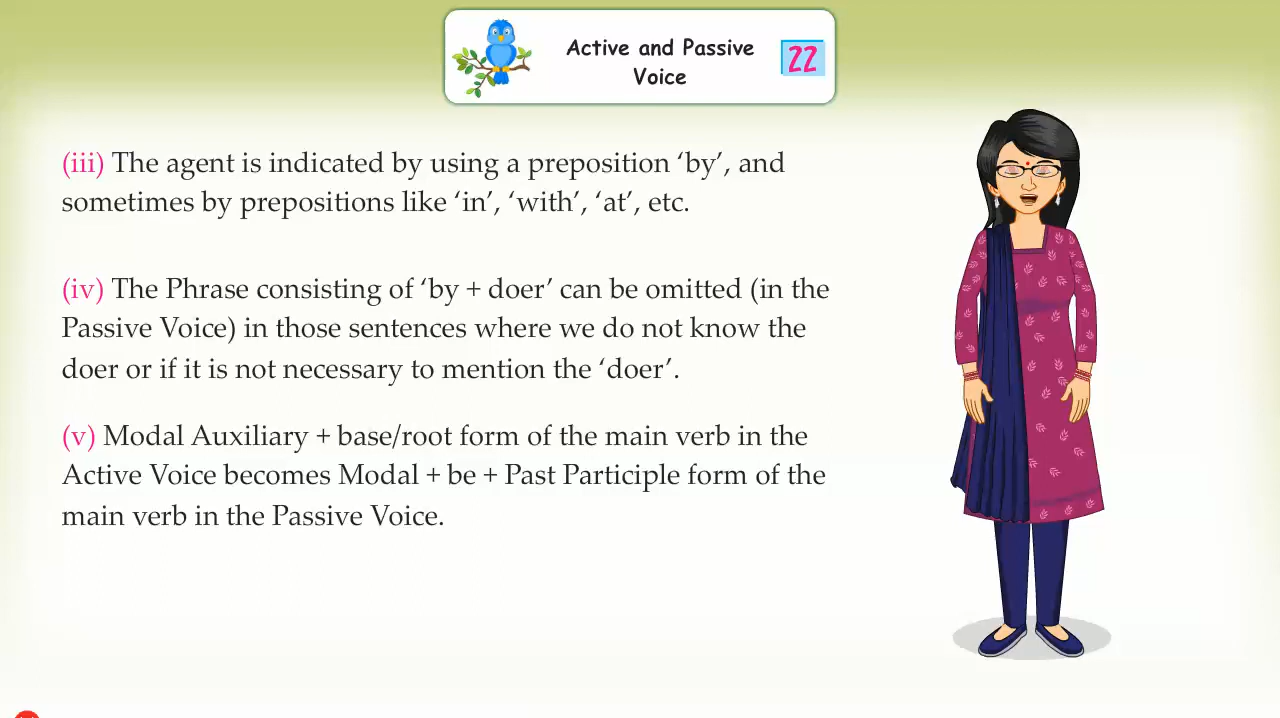 Active and Passive
Voice
22
(iii) The agent is indicated by using a preposition ‘by’, and
sometimes by prepositions like ‘in’, ‘with’, ‘at’, etc.
(iv) The Phrase consisting of ‘by + doer’ can be omitted (in the
Passive Voice) in those sentences where we do not know the
doer or if it is not necessary to mention the ‘doer’.
(v) Modal Auxiliary + base/root form of the main verb in the
Active Voice becomes Modal + be + Past Participle form of the
main verb in the Passive Voice.